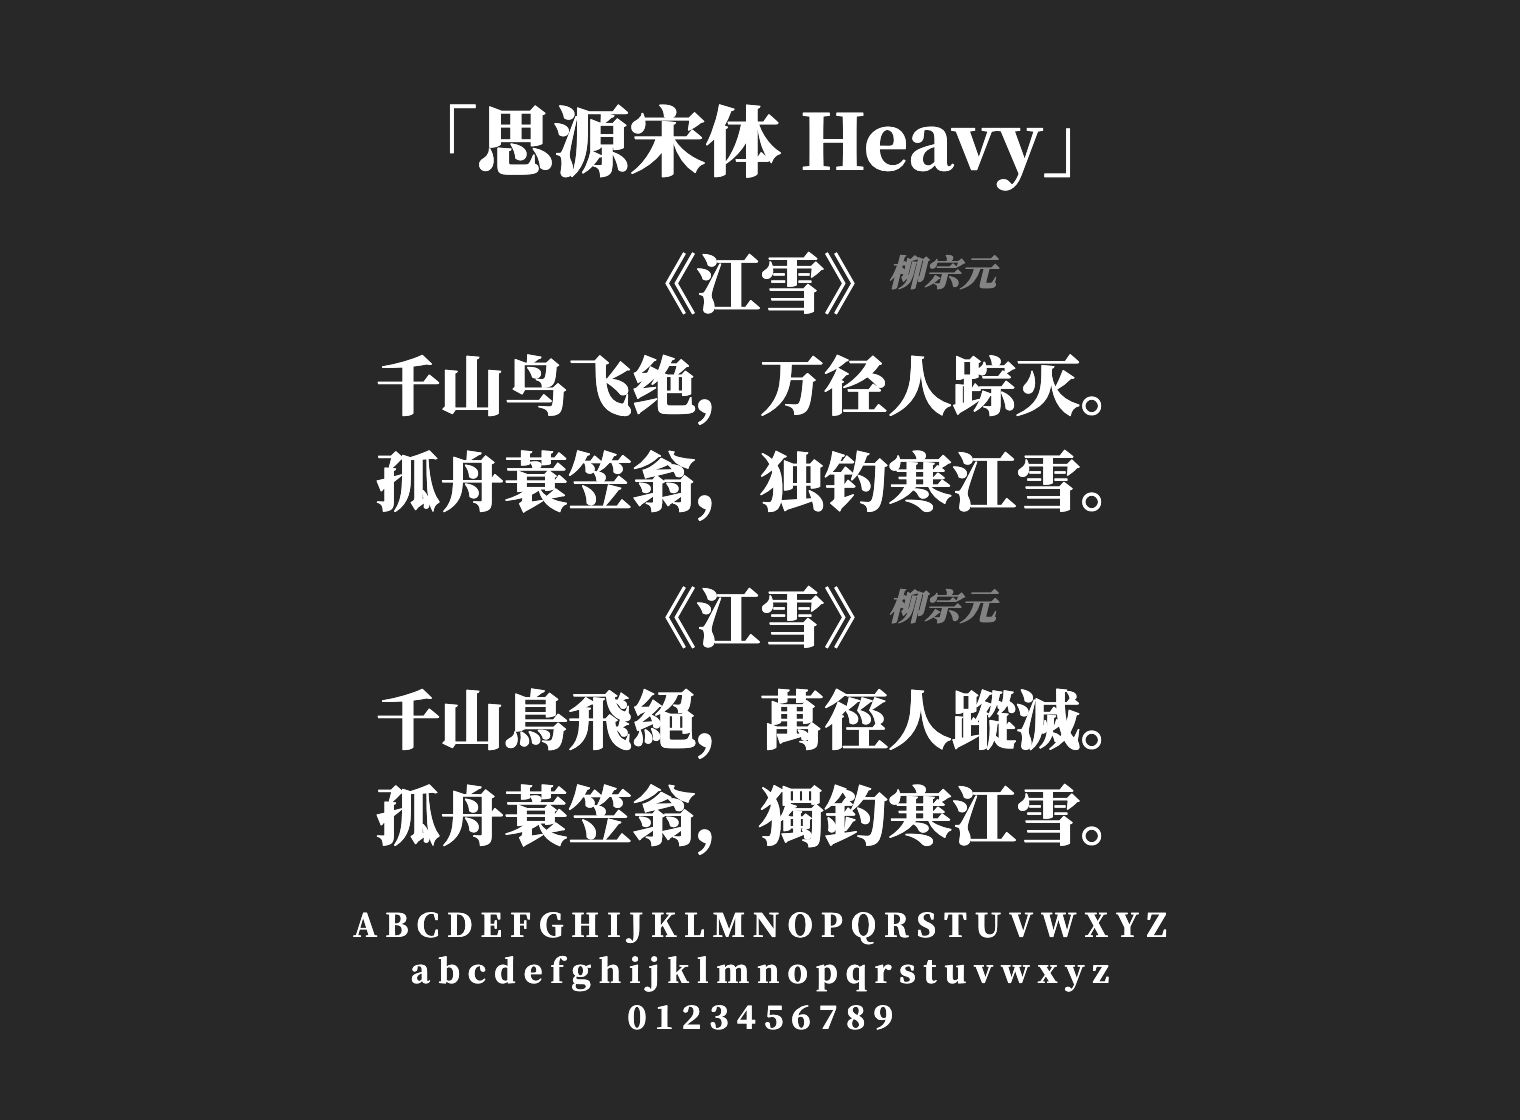 「思源宋体 Heavy」
《江雪》 柳宗元
千山鸟飞绝，万径人踪灭。
孤舟蓑笠翁，独钓寒江雪。
《江雪》 柳宗元
千山鳥飛絕，萬徑人蹤滅。
孤舟蓑笠翁，獨釣寒江雪。
A B C D E F G H I J K L M N O P Q R S T U V W X Y Z
a b c d e f g h i j k l m n o p q r s t u v w x y z
0 1 2 3 4 5 6 7 8 9